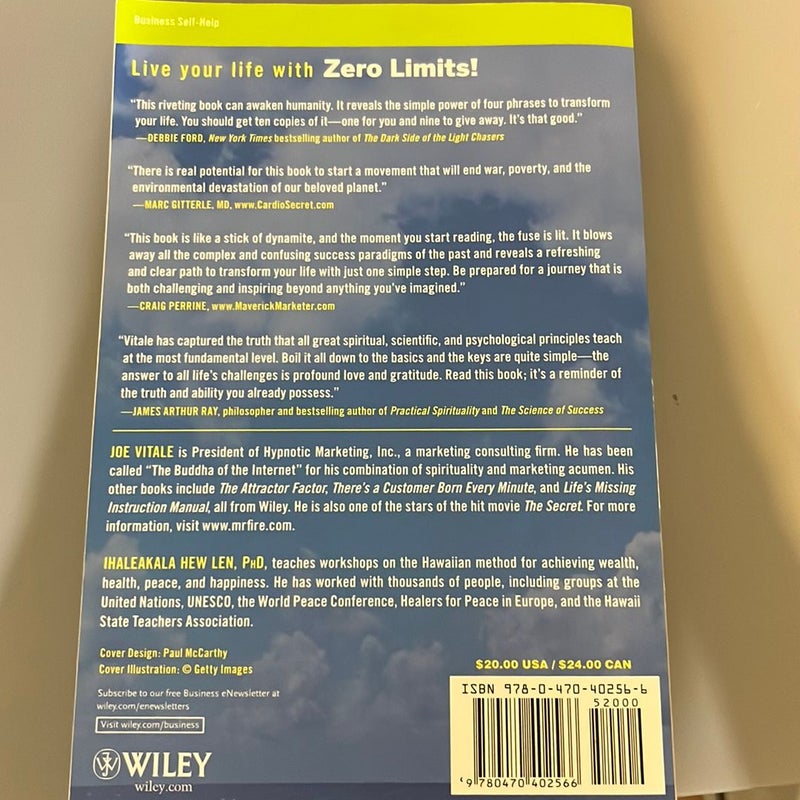 Business Self-Help
Live your life with Zero Limits!
“This riveting book can awaken humanity. It reveals the simple power of four phrases to transform
your life. You should get ten copies of it—one for you and nine to give away. It’s that good.”
—DEBBIE FORD, New York Times bestselling author of The Dark Side of the Light Chasers
“There is real potential for this book to start a movement that will end war, poverty, and the
environmental devastation of our beloved planet.”
—MARC GITTERLE, MD, www.CardioSecret.com
“This book is like a stick of dynamite, and the moment you start reading, the fuse is lit. It blows
away all the complex and confusing success paradigms of the past and reveals a refreshing
and clear path to transform your life with just one simple step. Be prepared for a journey that is
both challenging and inspiring beyond anything you’ve imagined.”
—CRAIG PERRINE, www.MaverickMarketer.com
“Vitale has captured the truth that all great spiritual, scientific, and psychological principles teach
at the most fundamental level. Boil it all down to the basics and the keys are quite simple—the
answer to all life’s challenges is profound love and gratitude. Read this book; it’s a reminder of
the truth and ability you already possess.”
—JAMES ARTHUR RAY, philosopher and bestselling author of Practical Spirituality and The Science of Success
JOE VITALE is President of Hypnotic Marketing, Inc., a marketing consulting firm. He has been
called “The Buddha of the Internet” for his combination of spirituality and marketing acumen. His
other books include The Attractor Factor, There’s a Customer Born Every Minute, and Life’s Missing
Instruction Manual, all from Wiley. He is also one of the stars of the hit movie The Secret. For more
information, visit www.mrfire.com.
IHALEAKALA HEW LEN, PHD, teaches workshops on the Hawaiian method for achieving wealth,
health, peace, and happiness. He has worked with thousands of people, including groups at the
United Nations, UNESCO, the World Peace Conference, Healers for Peace in Europe, and the Hawaii
State Teachers Association.
Cover Design: Paul McCarthy
Cover Illustration: © Getty Images
Subscribe to our free Business eNewsletter at
wiley.com/enewsletters
Visit wiley.com/business
WILEY
wiley.com
$20.00 USA / $24.00 CAN
ISBN 978-0-470-40256-6
52000
9 780470 402566